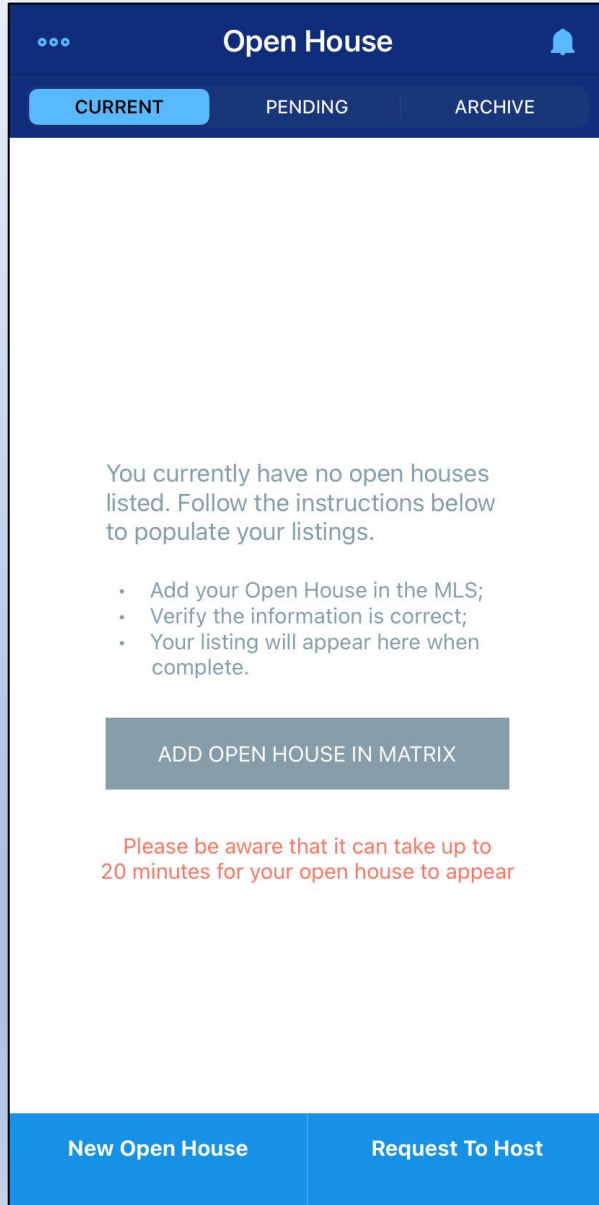 Open House
CURRENT PENDING ARCHIVE
You currently have no open houses
listed. Follow the instructions below
to populate your listings.
• Add your Open House in the MLS;
• Verify the information is correct;
• Your listing will appear here when
complete.
ADD OPEN HOUSE IN MATRIX
Please be aware that it can take up to
20 minutes for your open house to appear
New Open House Request To Host